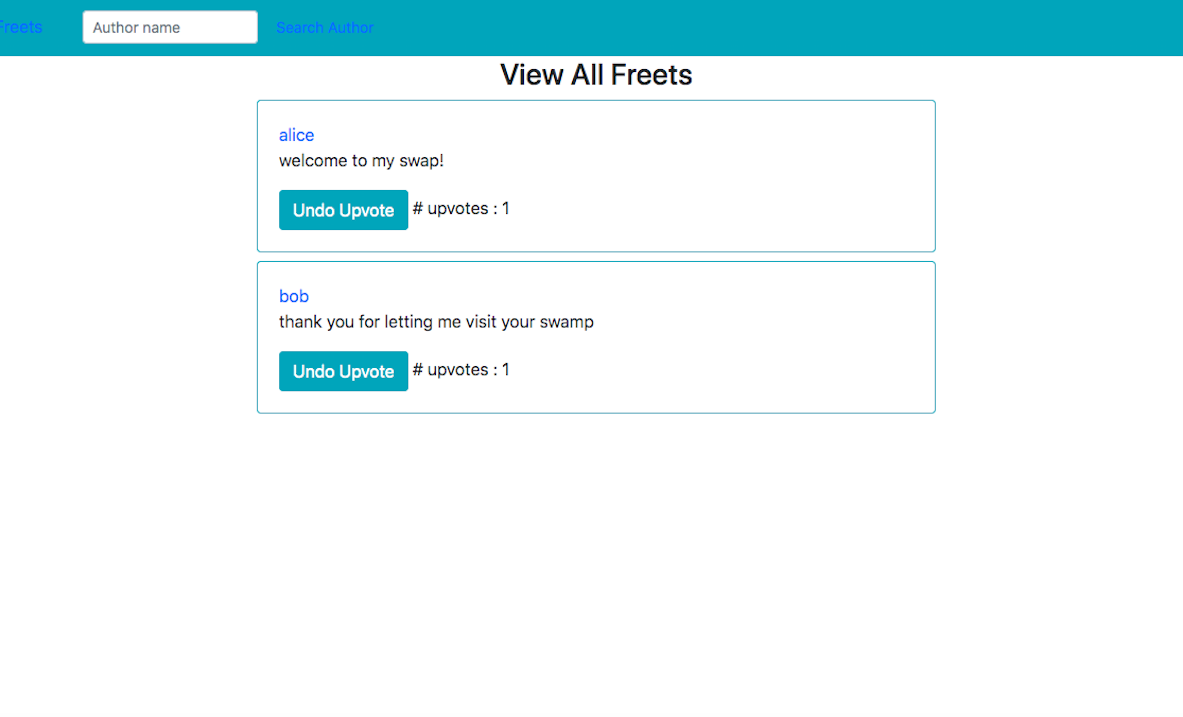 Freets Author name Search Author
View All Freets
alice
welcome to my swap!
Undo Upvote # upvotes : 1
bob
thank you for letting me visit your swamp
Undo Upvote # upvotes : 1